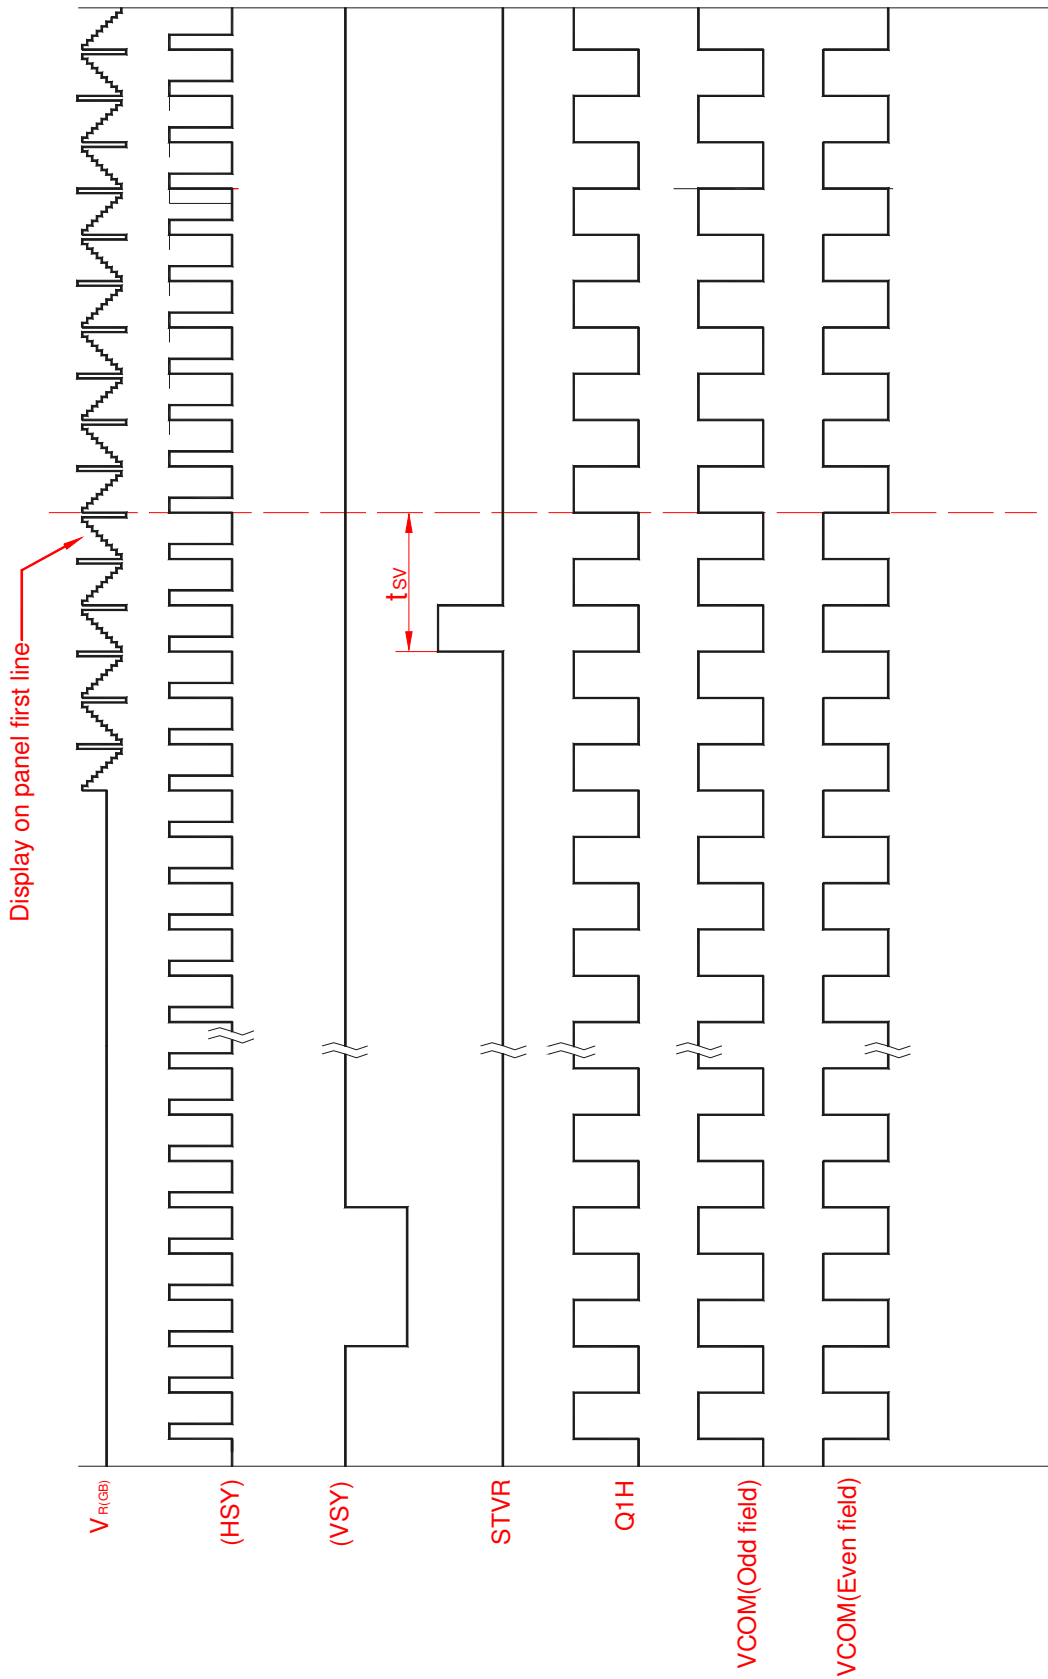 Display on panel first line
tsv
VR(GB)
(HSY)
(VSY)
STVR
Q1H
VCOM(Odd field)
VCOM(Even field)